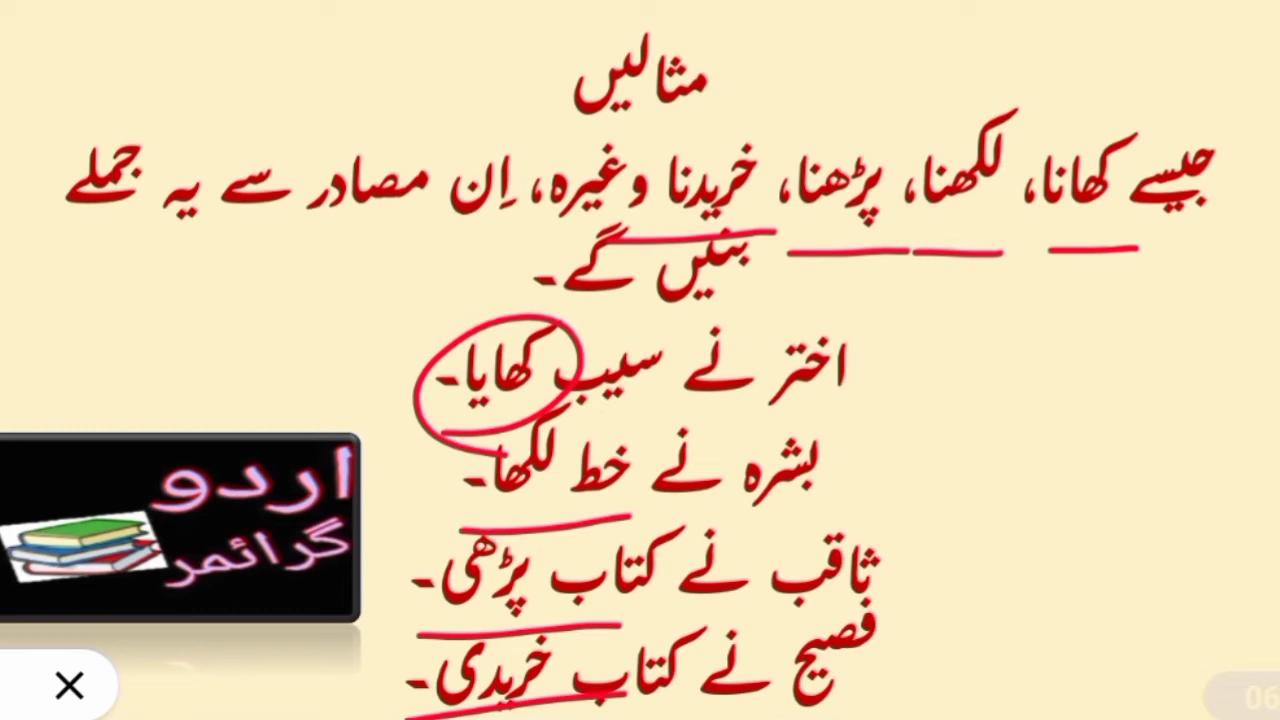 مثالیں
جیسے کھانا، لکھنا، پڑھنا، خریدنا وغیرہ، اِن مصادر سے یہ جملے
بنیں گے۔
اختر نے سیب کھایا۔
بشرہ نے خط لکھا۔
ثاقب نے کتاب پڑھی۔
فصیح نے کتاب خریدی۔
اردو
گرائمر
06